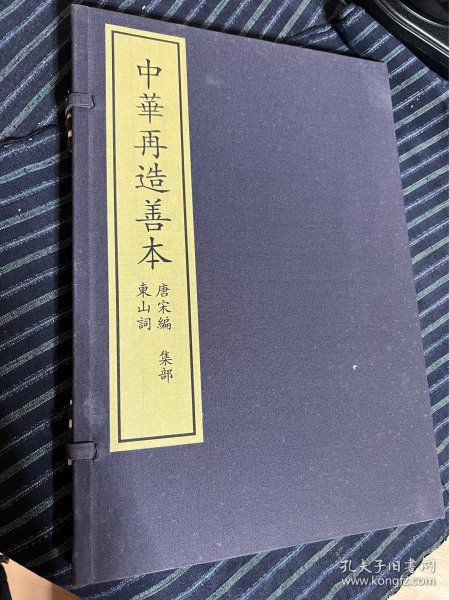 中華再造善本
唐宋編 集部
東山詞
孔夫子旧书网
www.kongfz.com